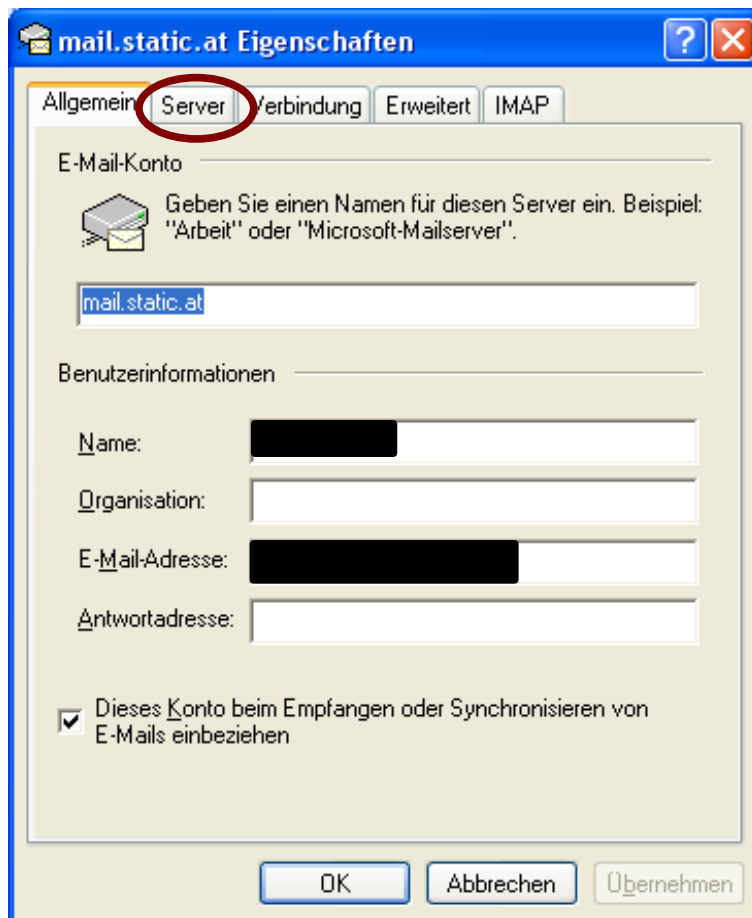 mail.static.at Eigenschaften
Allgemein Server Verbindung Erweitert IMAP
E-Mail-Konto
Geben Sie einen Namen für diesen Server ein. Beispiel:
"Arbeit" oder "Microsoft-Mailserver".
mail.static.at
Benutzerinformationen
Name:
Organisation:
E-Mail-Adresse:
Antwortadresse:
Dieses Konto beim Empfangen oder Synchronisieren von
E-Mails einbeziehen
OK Abbrechen Übernehmen